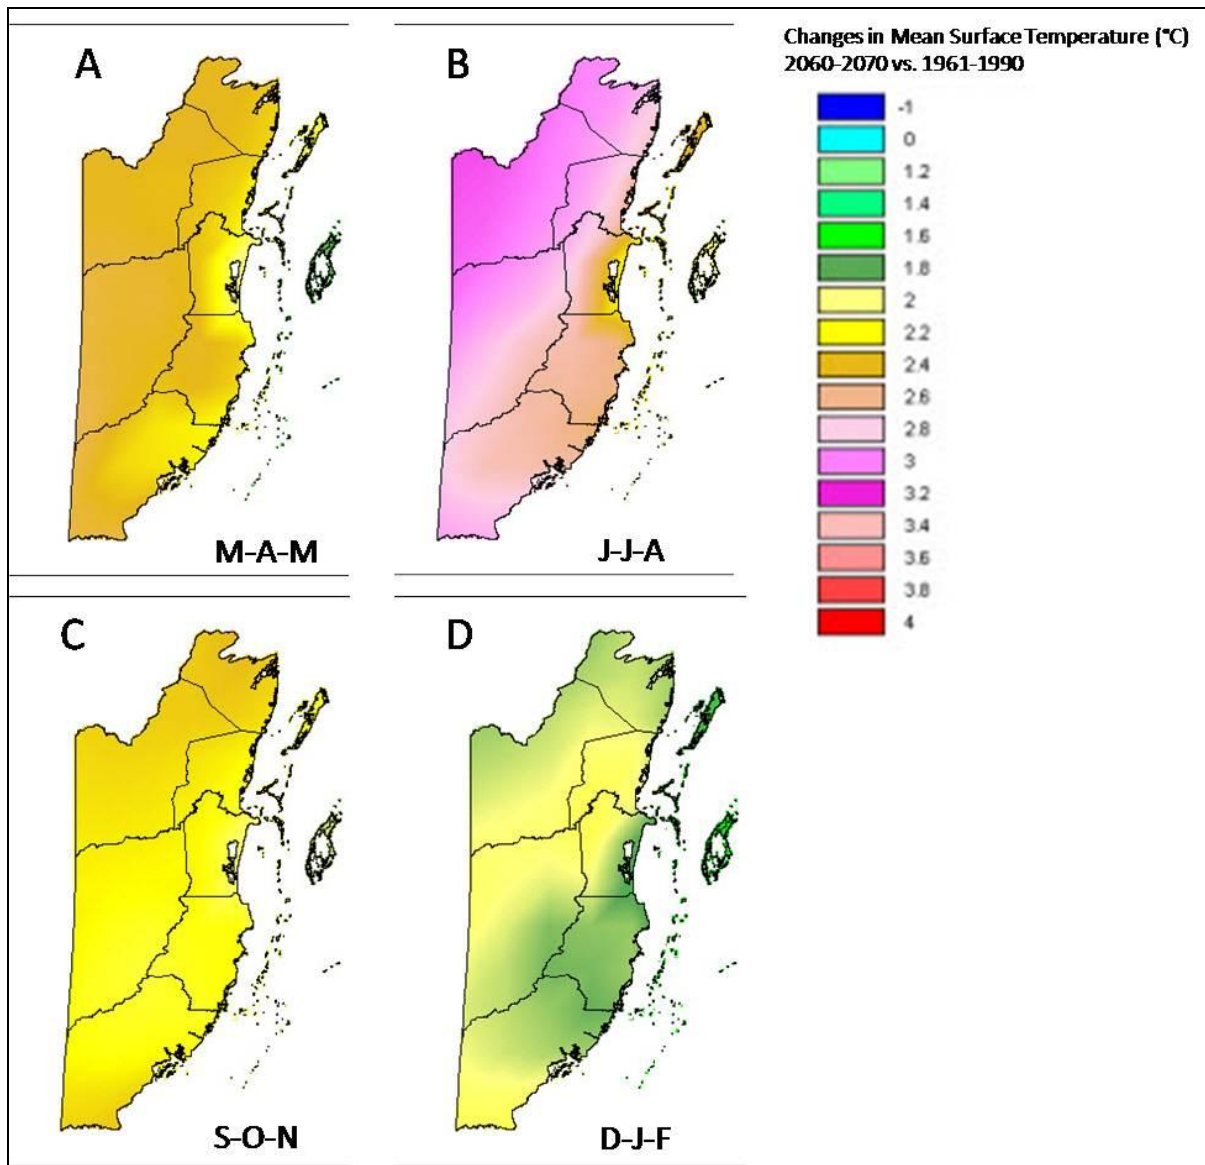 A
B
Changes in Mean Surface Temperature (°C)
2060-2070 vs. 1961-1990
-1
0
1.2
1.4
1.6
1.8
2
2.2
2.4
2.6
2.8
3
3.2
3.4
3.6
3.8
4
M-A-M
J-J-A
C
D
S-O-N
D-J-F